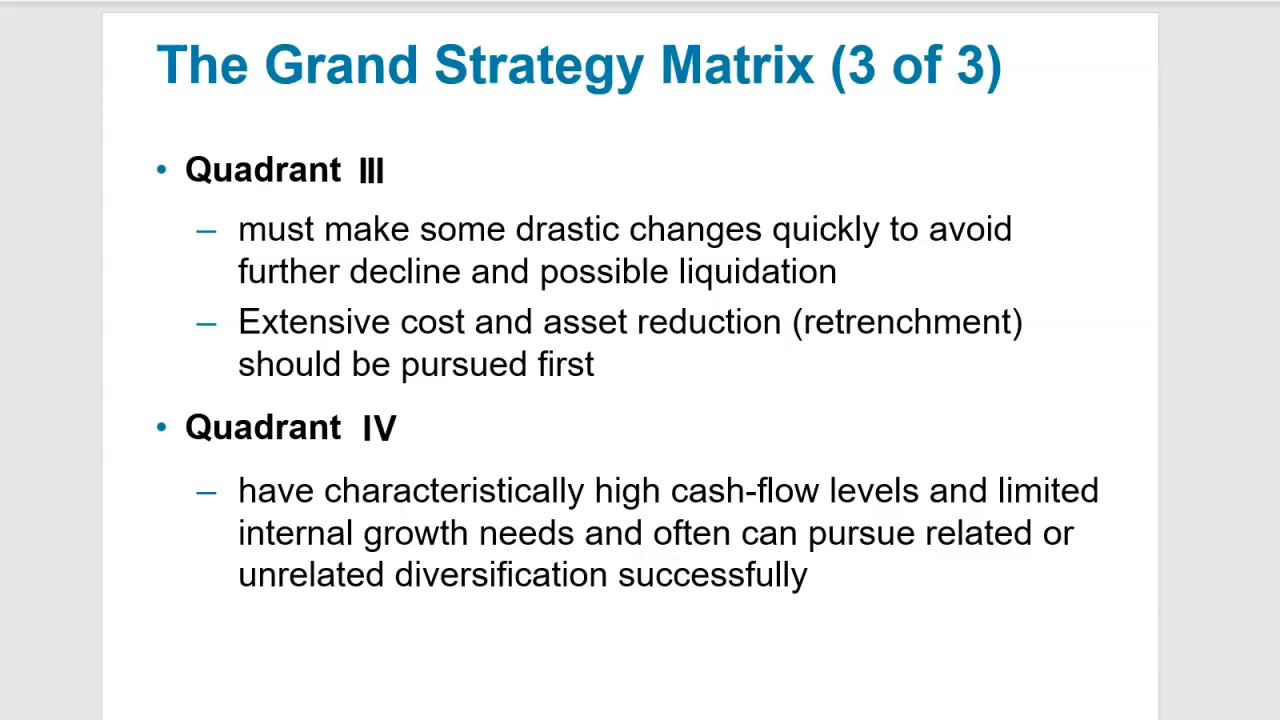 The Grand Strategy Matrix (3 of 3)
• Quadrant III
– must make some drastic changes quickly to avoid
further decline and possible liquidation
– Extensive cost and asset reduction (retrenchment)
should be pursued first
• Quadrant IV
– have characteristically high cash-flow levels and limited
internal growth needs and often can pursue related or
unrelated diversification successfully